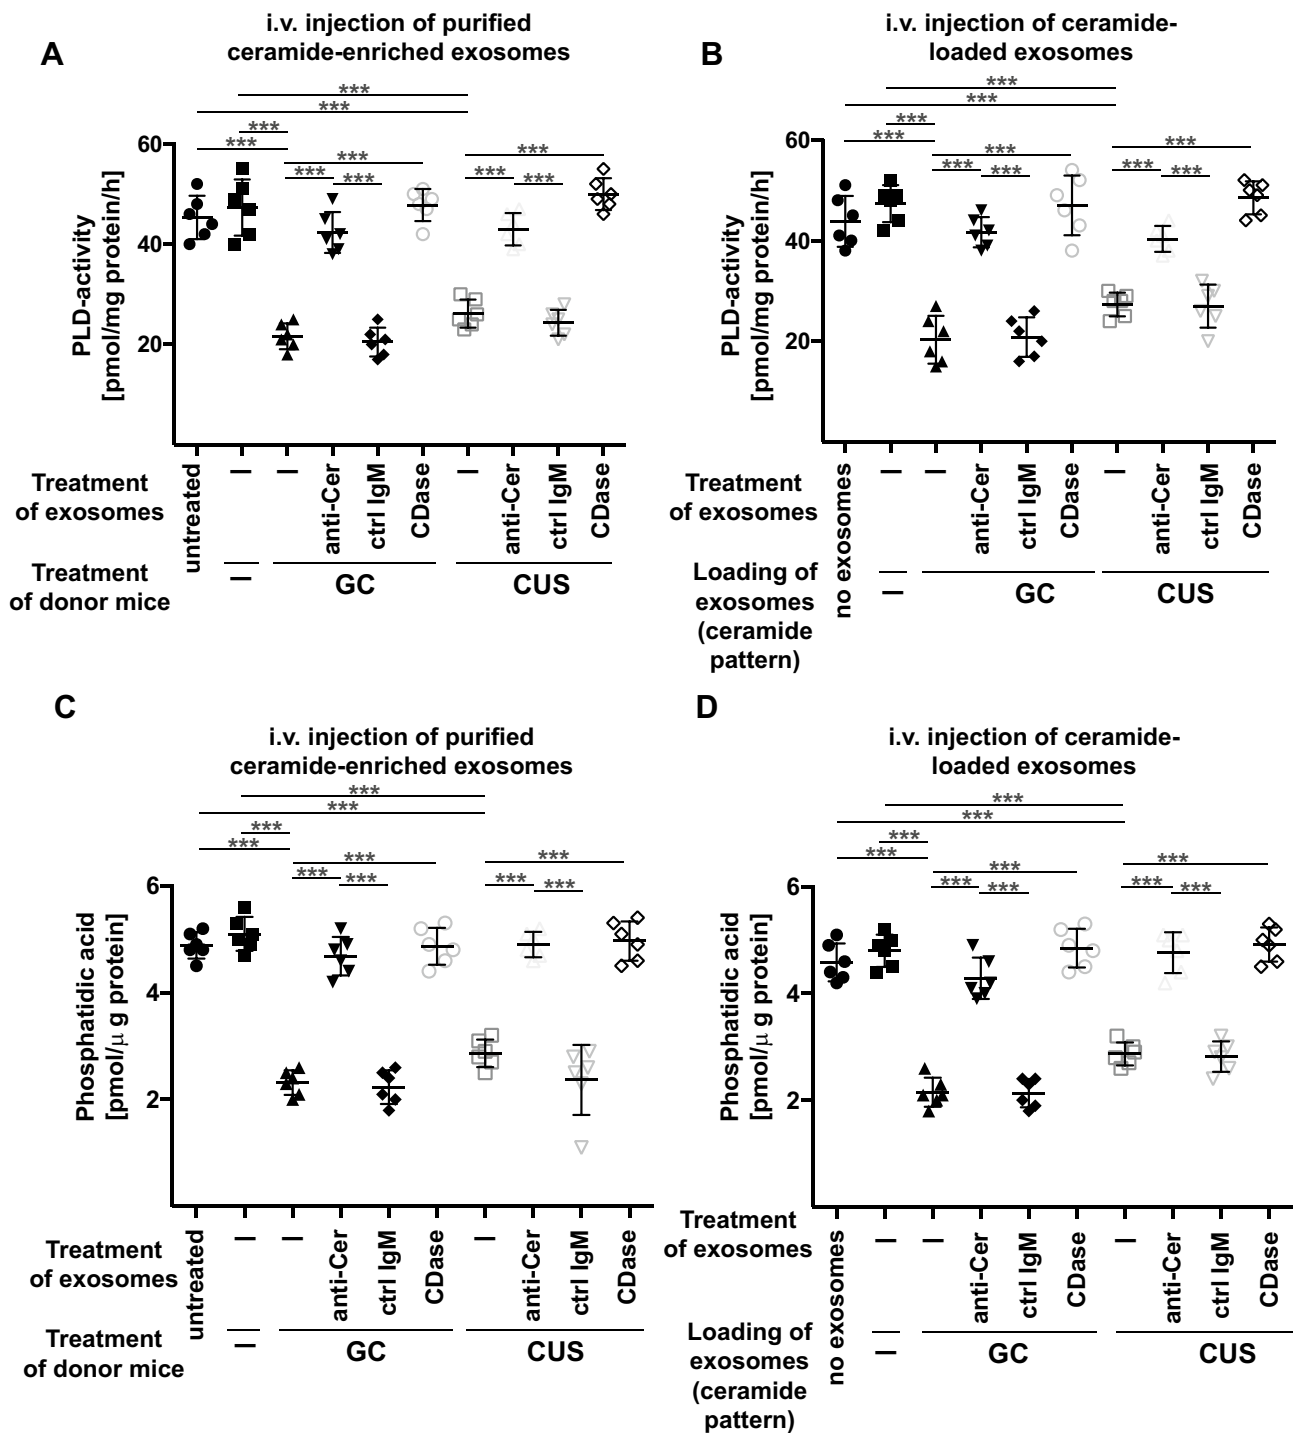 A
i.v. injection of purified
ceramide-enriched exosomes
***
***
***
***
***
***
***
***
***
***
60
40
20
PLD-activity
[pmol/mg protein/h]
Treatment
of exosomes
untreated
–
–
anti-Cer
ctrl IgM
CDase
–
anti-Cer
ctrl IgM
CDase
Treatment
of donor mice
–
GC
CUS
B
i.v. injection of ceramide-
loaded exosomes
***
***
***
***
***
***
***
***
***
***
60
40
20
PLD-activity
[pmol/mg protein/h]
Treatment
of exosomes
no exosomes
–
–
anti-Cer
ctrl IgM
CDase
–
anti-Cer
ctrl IgM
CDase
Loading of
exosomes
(ceramide
pattern)
–
GC
CUS
C
i.v. injection of purified
ceramide-enriched exosomes
***
***
***
***
***
***
***
***
***
***
6
4
2
Phosphatidic acid
[pmol/μ g protein]
Treatment
of exosomes
untreated
–
–
anti-Cer
ctrl IgM
CDase
–
anti-Cer
ctrl IgM
CDase
Treatment
of donor mice
–
GC
CUS
D
i.v. injection of ceramide-
loaded exosomes
***
***
***
***
***
***
***
***
***
***
6
4
2
Phosphatidic acid
[pmol/μ g protein]
Treatment
of exosomes
no exosomes
–
–
anti-Cer
ctrl IgM
CDase
–
anti-Cer
ctrl IgM
CDase
Loading of
exosomes
(ceramide
pattern)
–
GC
CUS